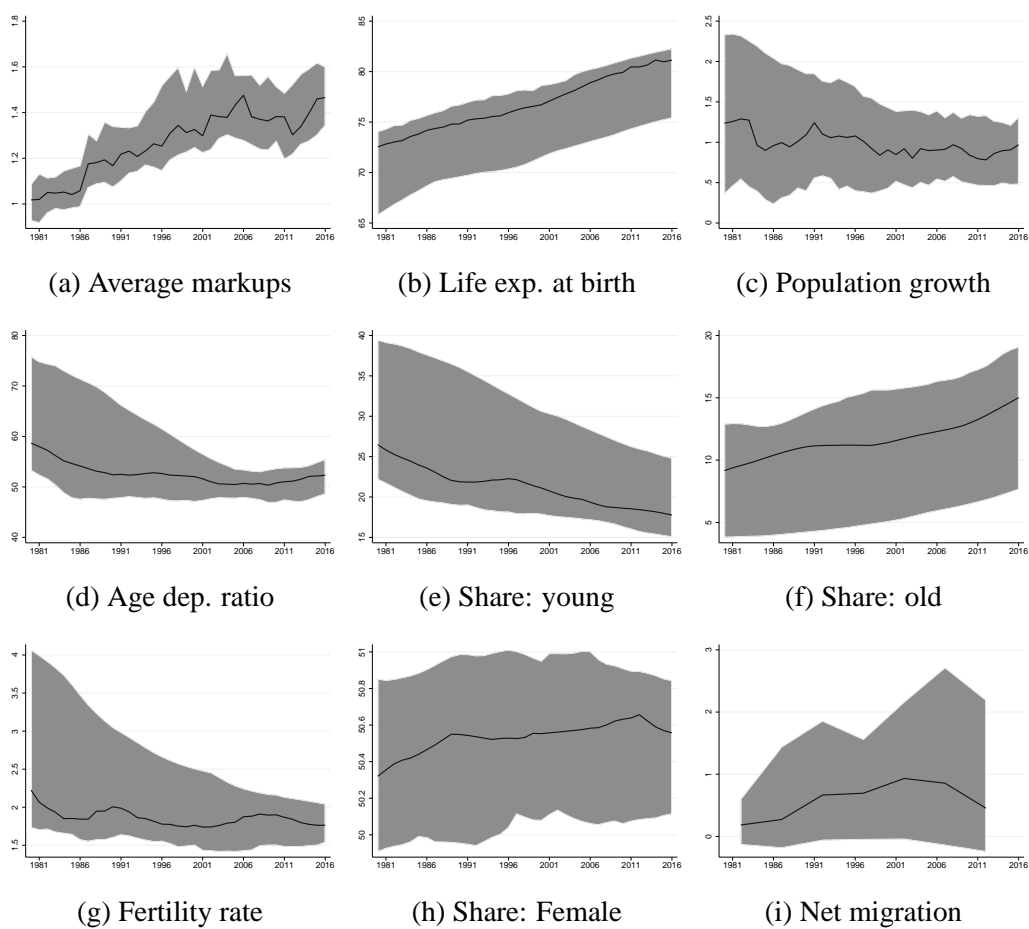 1 1.2 1.4 1.6 1.8
1981 1986 1991 1996 2001 2006 2011 2016
(a) Average markups
65 70 75 80 85
1981 1986 1991 1996 2001 2006 2011 2016
(b) Life exp. at birth
0 .5 1 1.5 2 2.5
1981 1986 1991 1996 2001 2006 2011 2016
(c) Population growth
40 50 60 70 80
1981 1986 1991 1996 2001 2006 2011 2016
(d) Age dep. ratio
15 20 25 30 35 40
1981 1986 1991 1996 2001 2006 2011 2016
(e) Share: young
5 10 15 20
1981 1986 1991 1996 2001 2006 2011 2016
(f) Share: old
1.5 2 2.5 3 3.5 4
1981 1986 1991 1996 2001 2006 2011 2016
(g) Fertility rate
50 50.2 50.4 50.6 50.8 51
1981 1986 1991 1996 2001 2006 2011 2016
(h) Share: Female
0 1 2 3
1981 1986 1991 1996 2001 2006 2011 2016
(i) Net migration